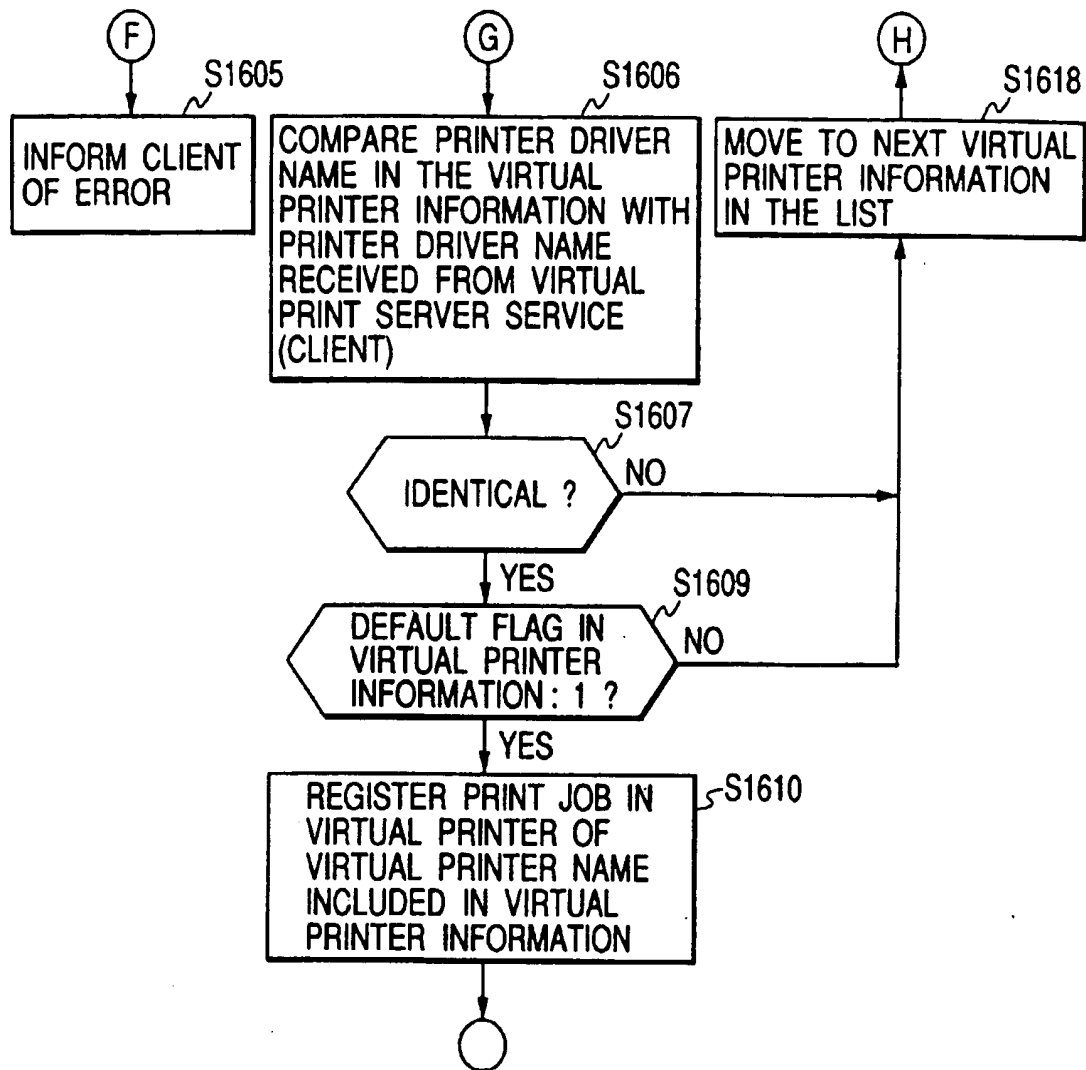 F
S1605
INFORM CLIENT
OF ERROR
G
S1606
COMPARE PRINTER DRIVER
NAME IN THE VIRTUAL
PRINTER INFORMATION WITH
PRINTER DRIVER NAME
RECEIVED FROM VIRTUAL
PRINT SERVER SERVICE
(CLIENT)
H
S1618
MOVE TO NEXT VIRTUAL
PRINTER INFORMATION
IN THE LIST
S1607
IDENTICAL ?
NO
YES
S1609
DEFAULT FLAG IN
VIRTUAL PRINTER
INFORMATION : 1 ?
NO
YES
S1610
REGISTER PRINT JOB IN
VIRTUAL PRINTER OF
VIRTUAL PRINTER NAME
INCLUDED IN VIRTUAL
PRINTER INFORMATION